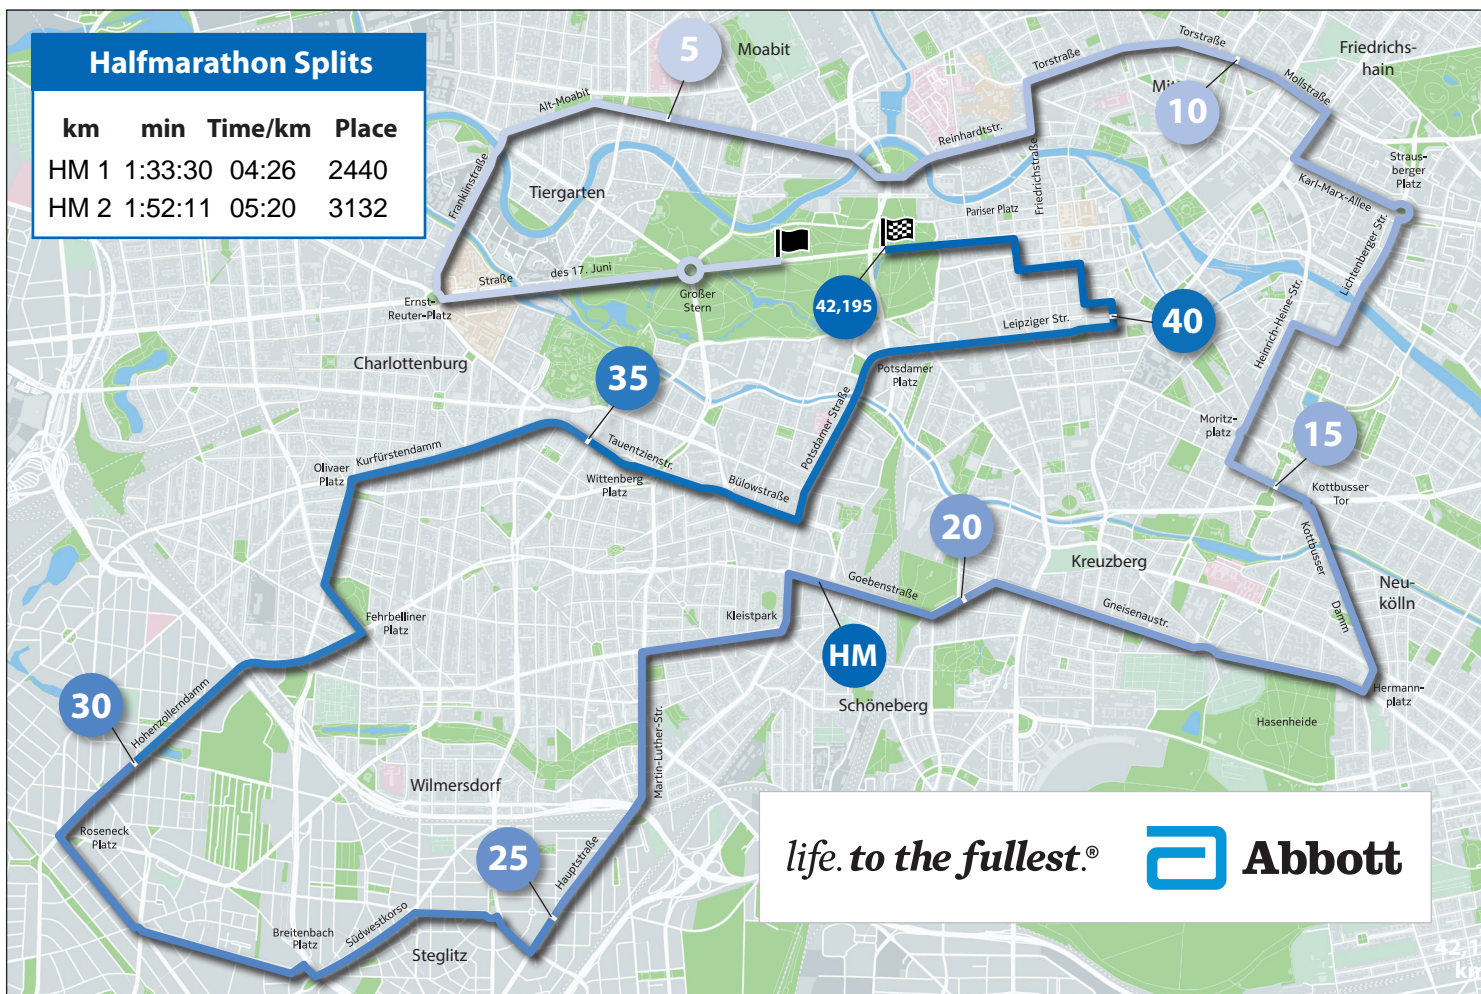 Halfmarathon Splits
km min Time/km Place
HM 1 1:33:30 04:26 2440
HM 2 1:52:11 05:20 3132
5
Moabit
Torstraße
Friedrichs-
hain
Torstraße
Mit
10
Mollstraße
Alt-Moabit
Reinhardtstr.
Friedrichstraße
Straus-
berger
Platz
Karl-Marx-Allee
Franklinstraße
Tiergarten
Pariser Platz
Lichtenberger Str.
Straße
des 17. Juni
Ernst-
Reuter-Platz
Großer
Stern
42,195
Leipziger Str.
40
Heinrich-Heine-Str.
Charlottenburg
35
Potsdamer
Platz
Potsdamer Straße
Moritz-
platz
15
Kurfürstendamm
Tauentzienstr.
Olivaer
Platz
Wittenberg
Platz
Bülowstraße
Kottbusser
Tor
20
Kottbusser
Damm
Kreuzberg
Neu-
kölln
Goebenstraße
Gneisenaustr.
Kleistpark
Fehrbelliner
Platz
HM
Hermann-
platz
Schöneberg
Hasenheide
30
Hohenzollerndamm
Martin-Luther-Str.
Wilmersdorf
Roseneck
Platz
25
Hauptstraße
life. to the fullest.®
Abbott
Breitenbach
Platz
Südwestkorso
Steglitz
42,1
km